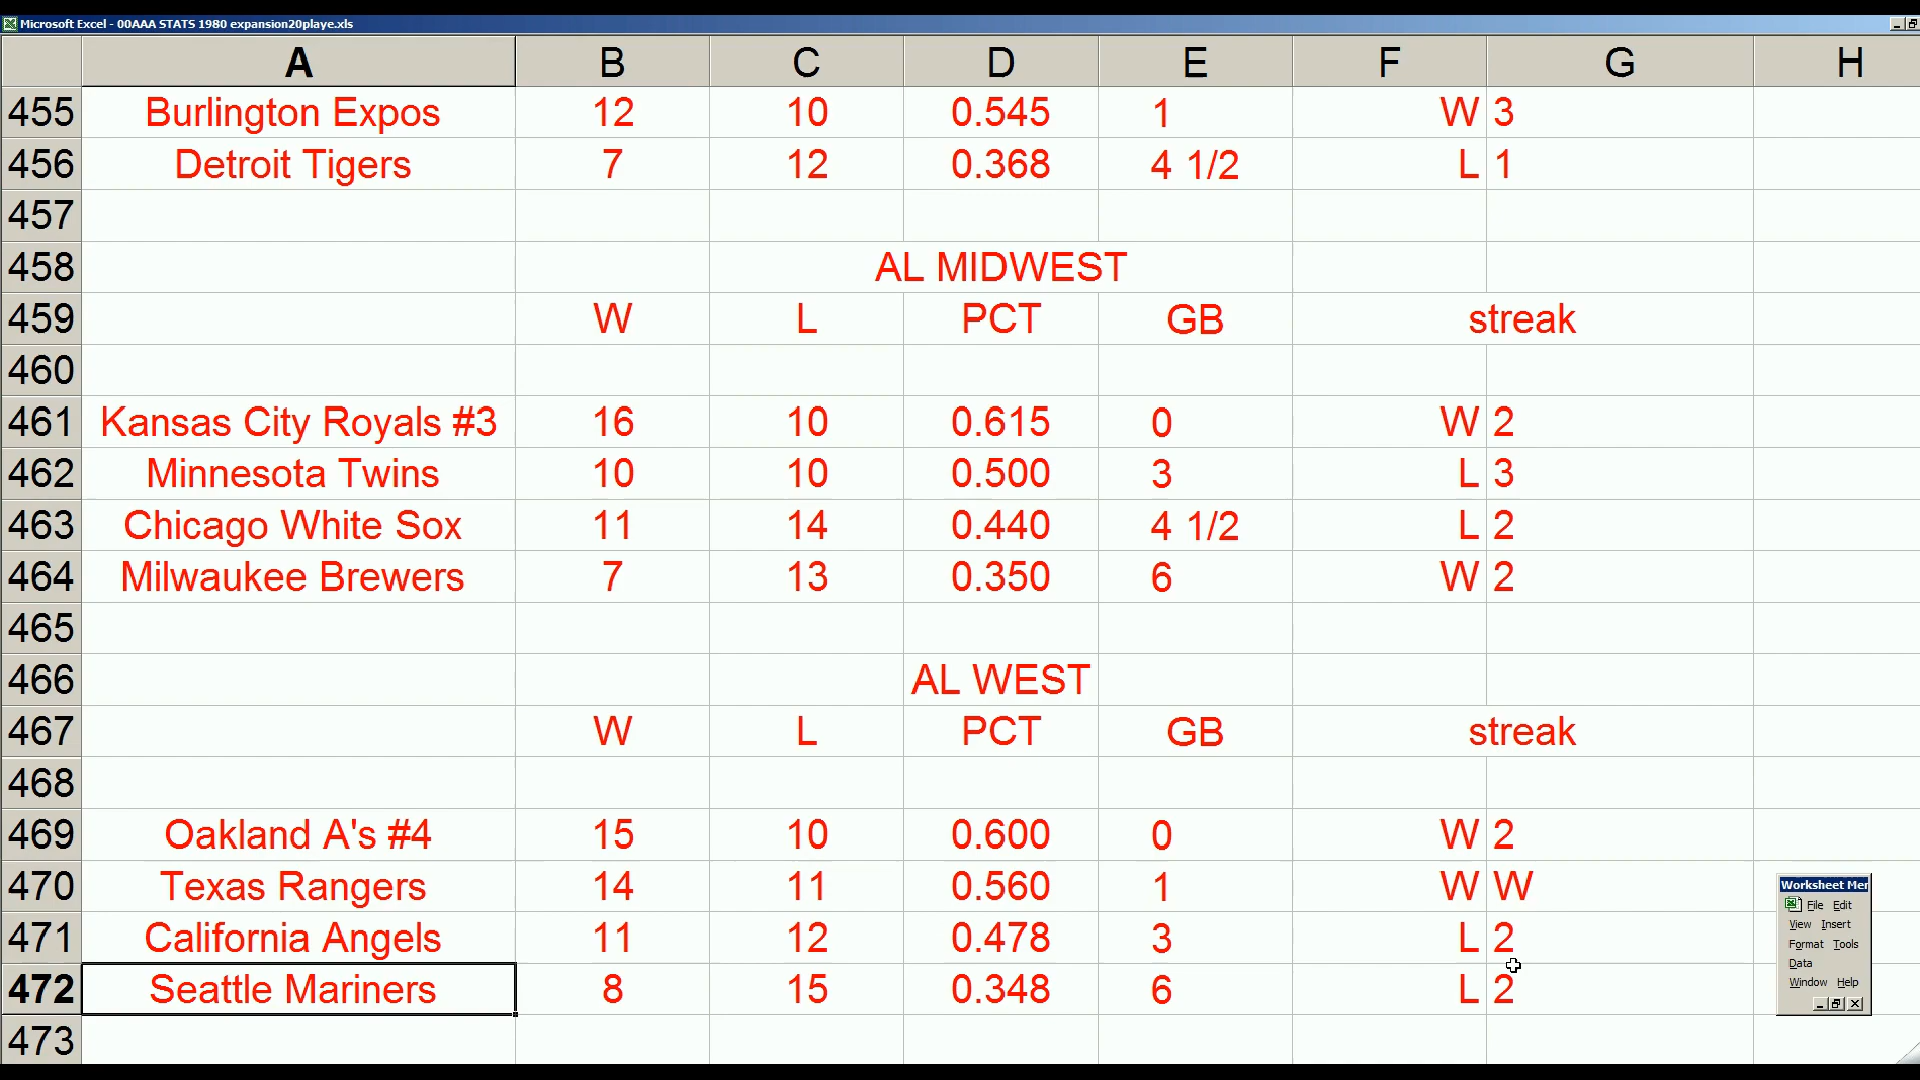 Microsoft Excel - 00AAA STATS 1980 expansion20playe.xls
A B C D E F G H
455 Burlington Expos 12 10 0.545 1 W 3
456 Detroit Tigers 7 12 0.368 4 1/2 L 1
457
458 AL MIDWEST
459 W L PCT GB streak
460
461 Kansas City Royals #3 16 10 0.615 0 W 2
462 Minnesota Twins 10 10 0.500 3 L 3
463 Chicago White Sox 11 14 0.440 4 1/2 L 2
464 Milwaukee Brewers 7 13 0.350 6 W 2
465
466 AL WEST
467 W L PCT GB streak
468
469 Oakland A's #4 15 10 0.600 0 W 2
470 Texas Rangers 14 11 0.560 1 W W
471 California Angels 11 12 0.478 3 L 2
472 Seattle Mariners 8 15 0.348 6 L 2
473
Worksheet Mer
File Edit
View Insert
Format Tools
Data
Window Help